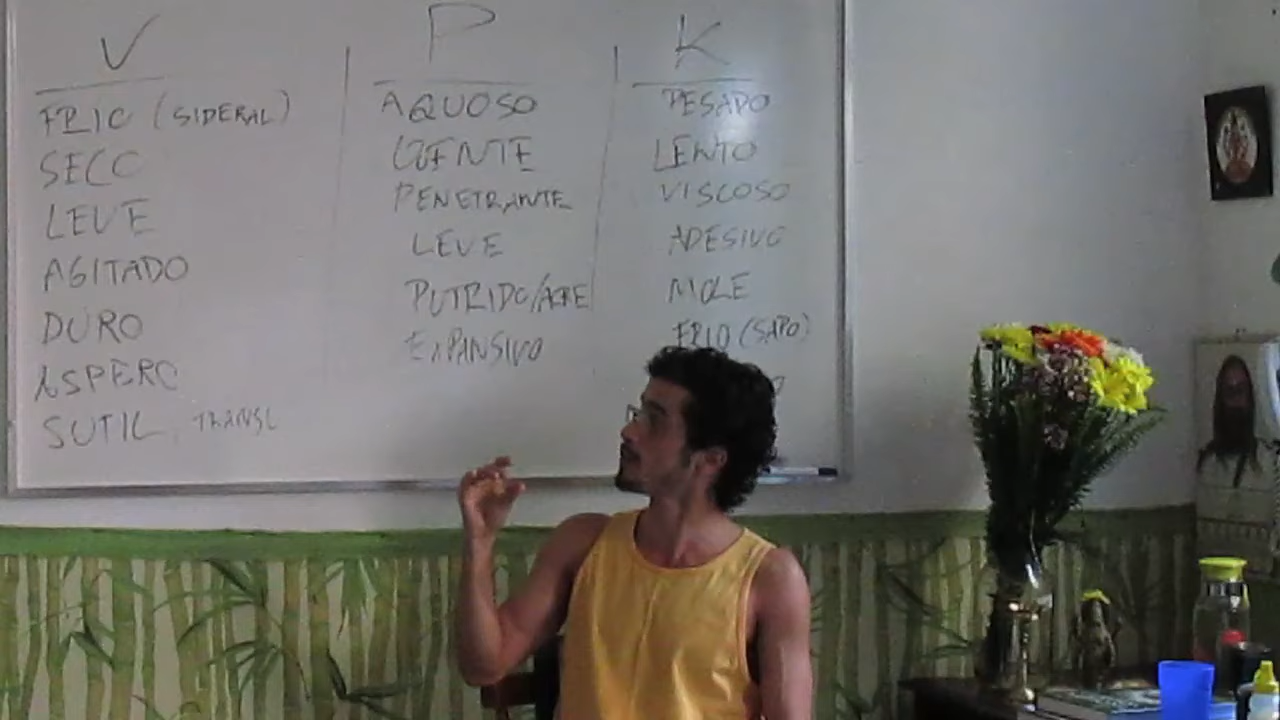 V
FRIO (SIDERAL)
SECO
LEVE
AGITADO
DURO
ASPERO
SUTIL, TRANSL
P
AQUOSO
QUENTE
PENETRANTE
LEVE
PUTRIDO/ACRE
EXPANSIVO
K
PESADO
LENTO
VISCOSO
ADESIVO
MOLE
FRIO (SAPO)